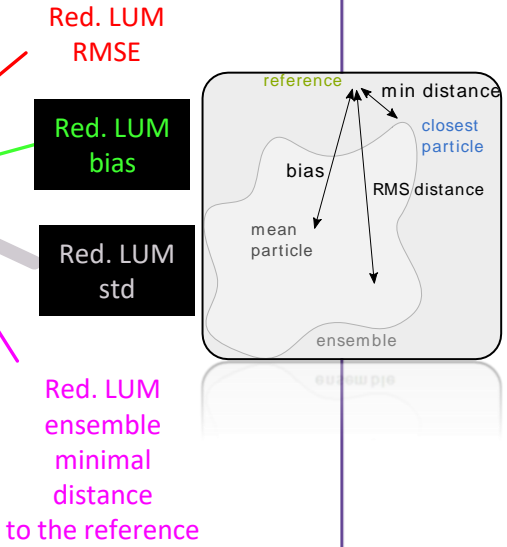 Red. LUM
RMSE
Red. LUM
bias
Red. LUM
std
Red. LUM
ensemble
minimal
distance
to the reference
reference
min distance
closest
particle
bias
RMS distance
mean
particle
ensemble
ensemble